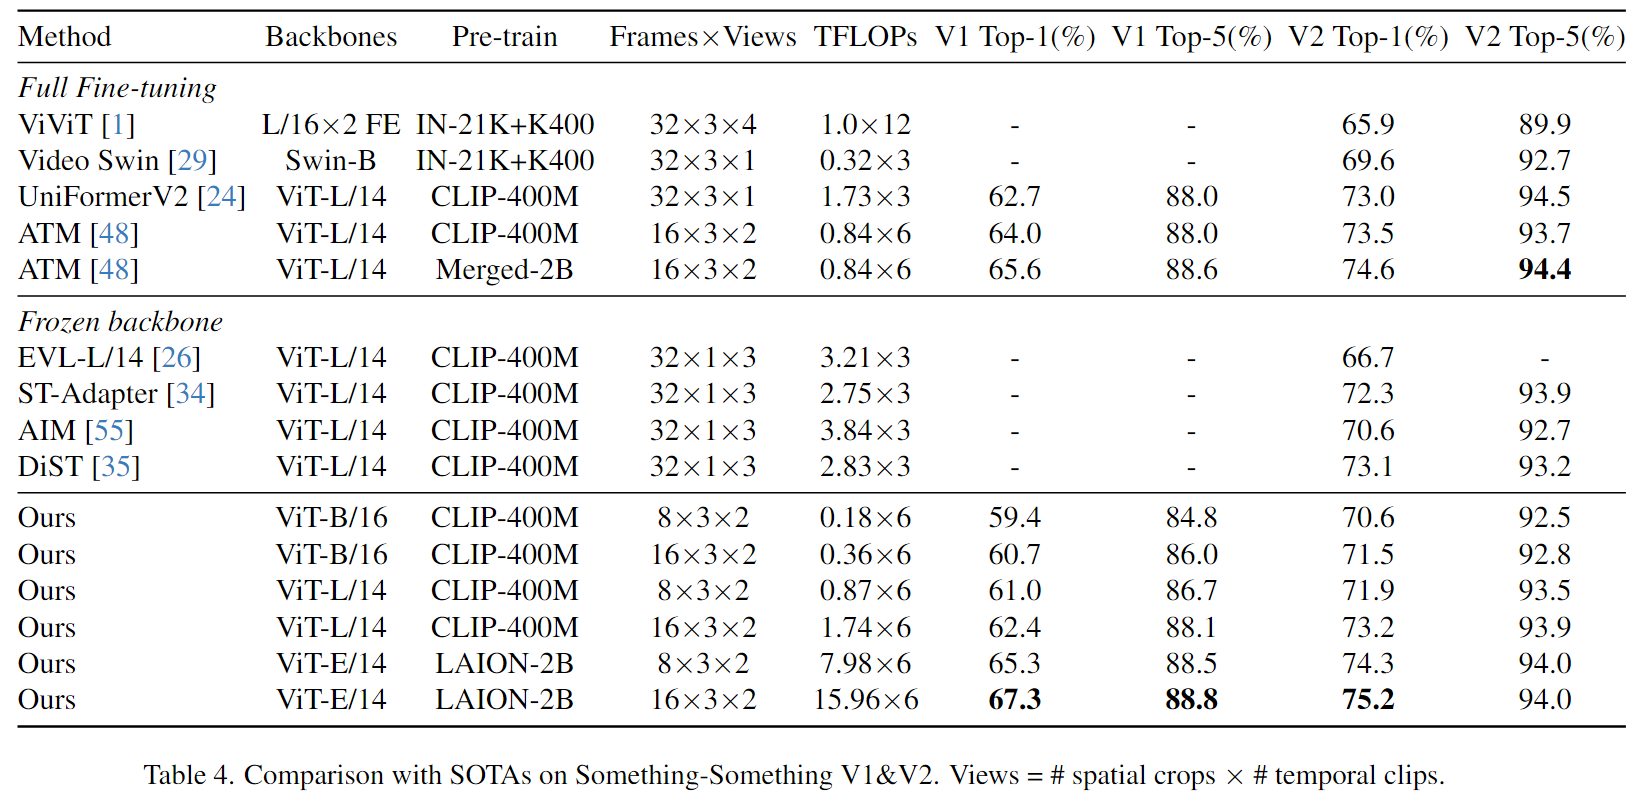 Method Backbones Pre-train Frames×Views TFLOPs V1 Top-1(%) V1 Top-5(%) V2 Top-1(%) V2 Top-5(%)
Full Fine-tuning
ViViT [1] L/16×2 FE IN-21K+K400 32×3×4 1.0×12 - - 65.9 89.9
Video Swin [29] Swin-B IN-21K+K400 32×3×1 0.32×3 - - 69.6 92.7
UniFormerV2 [24] ViT-L/14 CLIP-400M 32×3×1 1.73×3 62.7 88.0 73.0 94.5
ATM [48] ViT-L/14 CLIP-400M 16×3×2 0.84×6 64.0 88.0 73.5 93.7
ATM [48] ViT-L/14 Merged-2B 16×3×2 0.84×6 65.6 88.6 74.6 94.4
Frozen backbone
EVL-L/14 [26] ViT-L/14 CLIP-400M 32×1×3 3.21×3 - - 66.7 -
ST-Adapter [34] ViT-L/14 CLIP-400M 32×1×3 2.75×3 - - 72.3 93.9
AIM [55] ViT-L/14 CLIP-400M 32×1×3 3.84×3 - - 70.6 92.7
DiST [35] ViT-L/14 CLIP-400M 32×1×3 2.83×3 - - 73.1 93.2
Ours ViT-B/16 CLIP-400M 8×3×2 0.18×6 59.4 84.8 70.6 92.5
Ours ViT-B/16 CLIP-400M 16×3×2 0.36×6 60.7 86.0 71.5 92.8
Ours ViT-L/14 CLIP-400M 8×3×2 0.87×6 61.0 86.7 71.9 93.5
Ours ViT-L/14 CLIP-400M 16×3×2 1.74×6 62.4 88.1 73.2 93.9
Ours ViT-E/14 LAION-2B 8×3×2 7.98×6 65.3 88.5 74.3 94.0
Ours ViT-E/14 LAION-2B 16×3×2 15.96×6 67.3 88.8 75.2 94.0
Table 4. Comparison with SOTAs on Something-Something V1&V2. Views = # spatial crops × # temporal clips.